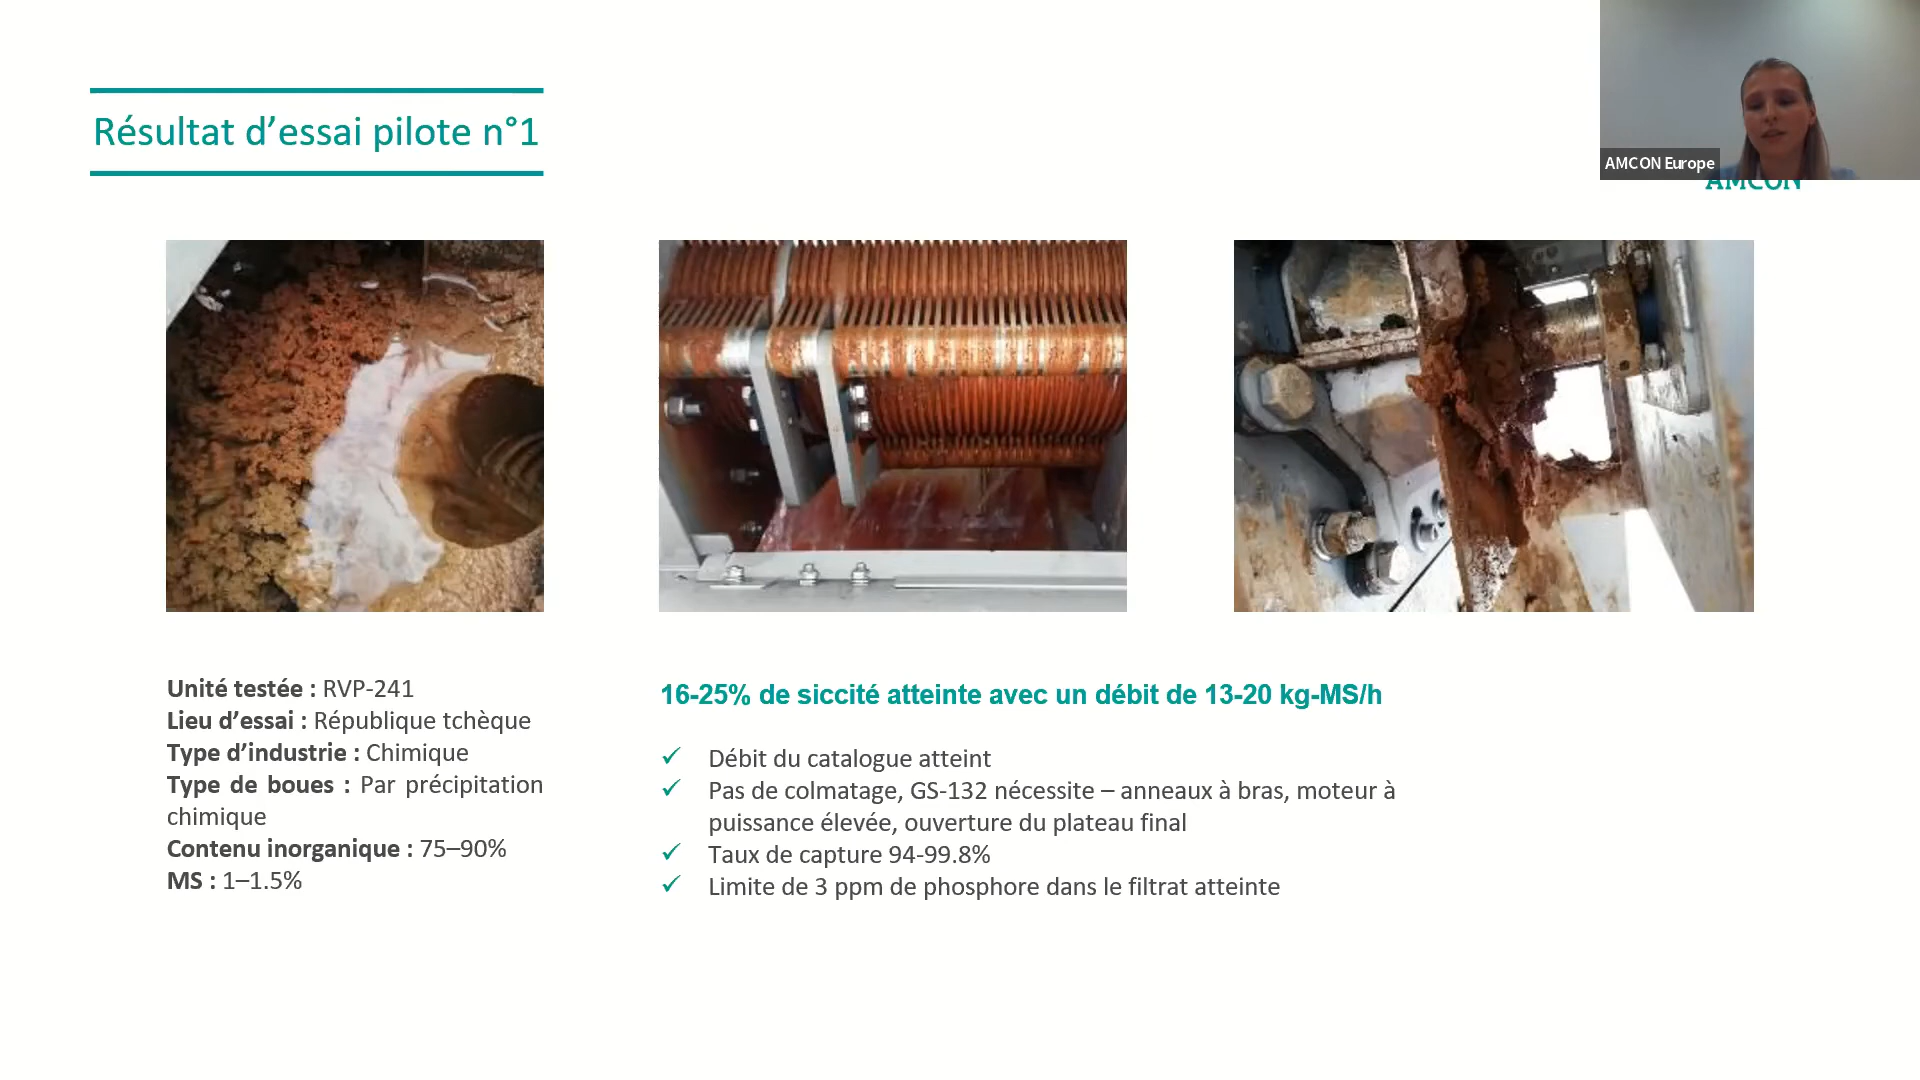 Résultat d’essai pilote n°1
AMCON Europe
AMCON
Unité testée : RVP-241
Lieu d’essai : République tchèque
Type d’industrie : Chimique
Type de boues : Par précipitation
chimique
Contenu inorganique : 75–90%
MS : 1–1.5%
16-25% de siccité atteinte avec un débit de 13-20 kg-MS/h
✓ Débit du catalogue atteint
✓ Pas de colmatage, GS-132 nécessite – anneaux à bras, moteur à
puissance élevée, ouverture du plateau final
✓ Taux de capture 94-99.8%
✓ Limite de 3 ppm de phosphore dans le filtrat atteinte